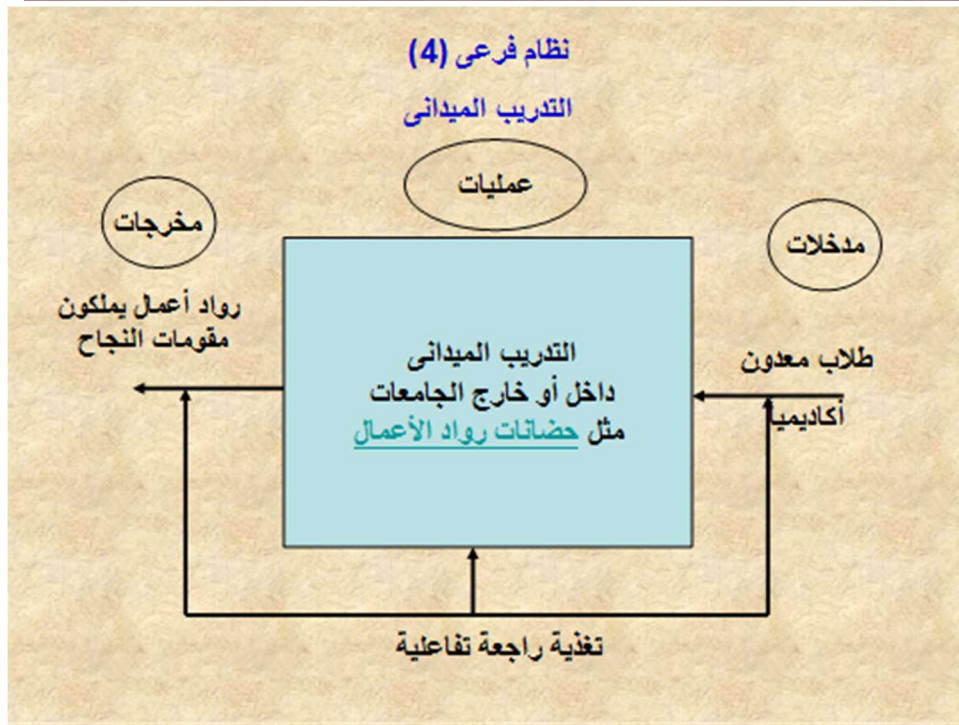 نظام فرعى (4)
التدريب الميدانى
عمليات
مدخلات
مخرجات
طلاب معدون
أكاديميا
التدريب الميدانى
داخل أو خارج الجامعات
مثل حضانات رواد الأعمال
رواد أعمال يملكون
مقومات النجاح
تغذية راجعة تفاعلية